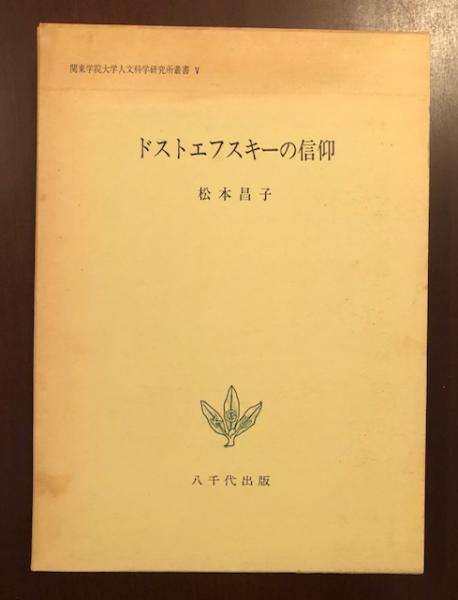 関東学院大学人文科学研究所叢書 V
ドストエフスキーの信仰
松本昌子
八千代出版